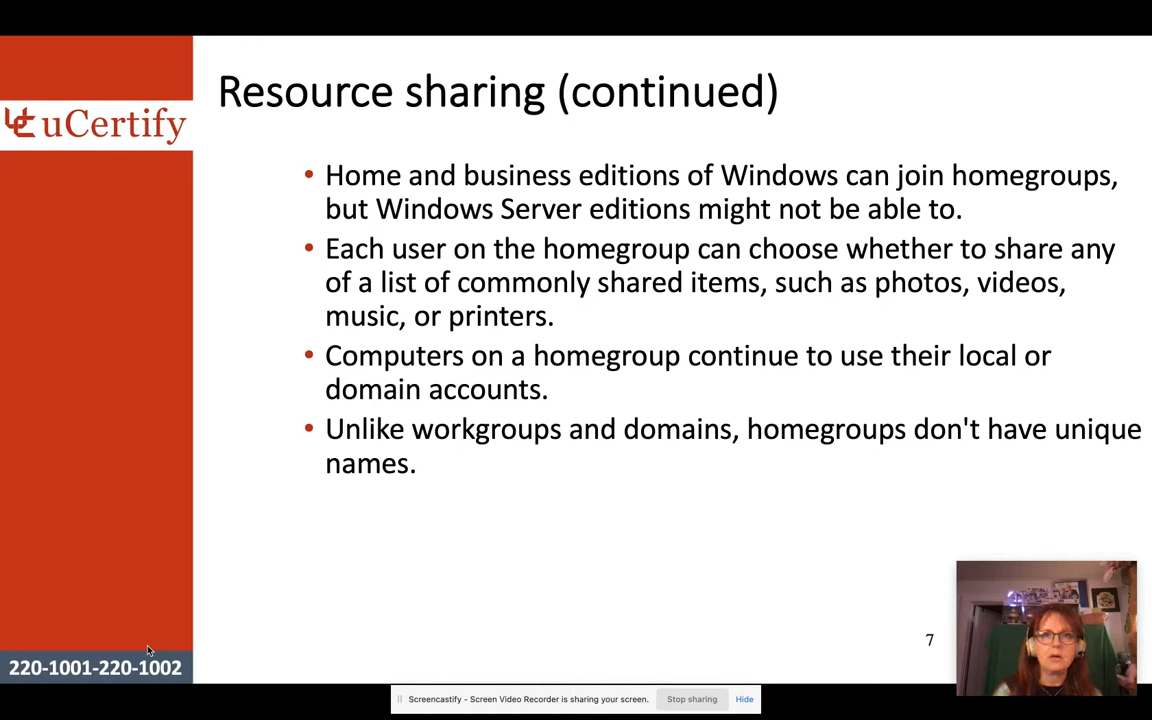 Resource sharing (continued)
uCertify
• Home and business editions of Windows can join homegroups,
but Windows Server editions might not be able to.
• Each user on the homegroup can choose whether to share any
of a list of commonly shared items, such as photos, videos,
music, or printers.
• Computers on a homegroup continue to use their local or
domain accounts.
• Unlike workgroups and domains, homegroups don't have unique
names.
7
220-1001-220-1002
Screencastify - Screen Video Recorder is sharing your screen. Stop sharing Hide